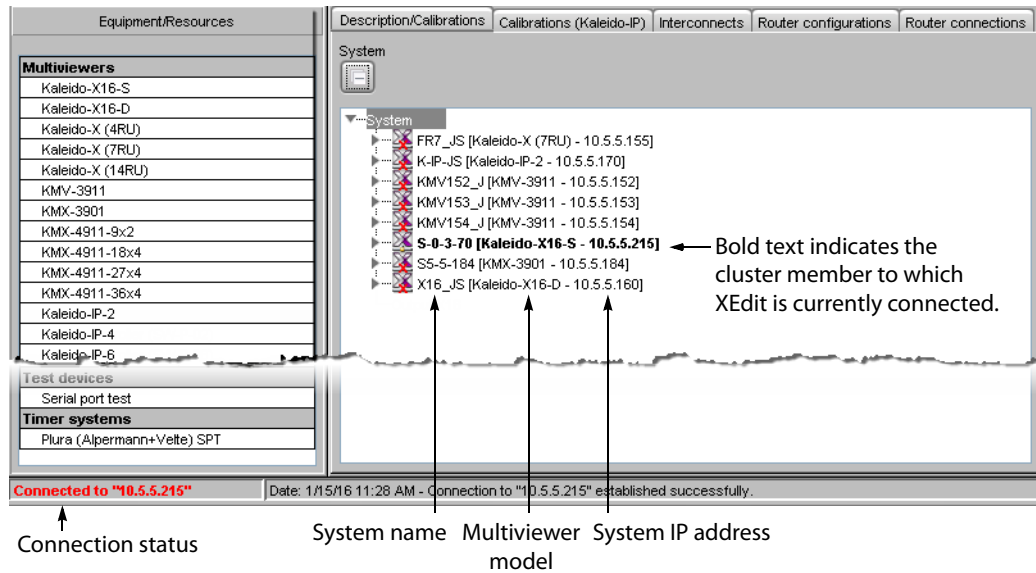 Equipment/Resources
Multiviewers
Kaleido-X16-S
Kaleido-X16-D
Kaleido-X (4RU)
Kaleido-X (7RU)
Kaleido-X (14RU)
KMV-3911
KMX-3901
KMX-4911-9x2
KMX-4911-18x4
KMX-4911-27x4
KMX-4911-36x4
Kaleido-IP-2
Kaleido-IP-4
Kaleido-IP-6
Test devices
Serial port test
Timer systems
Plura (Alpermann+Velte) SPT
Description/Calibrations Calibrations (Kaleido-IP) Interconnects Router configurations Router connections
System
System
FR7_JS [Kaleido-X (7RU) - 10.5.5.155]
K-IP-JS [Kaleido-IP-2 - 10.5.5.170]
KMV152_J [KMV-3911 - 10.5.5.152]
KMV153_J [KMV-3911 - 10.5.5.153]
KMV154_J [KMV-3911 - 10.5.5.154]
S-0-3-70 [Kaleido-X16-S - 10.5.5.215]
S5-5-184 [KMX-3901 - 10.5.5.184]
X16_JS [Kaleido-X16-D - 10.5.5.160]
Bold text indicates the
cluster member to which
XEdit is currently connected.
Connected to "10.5.5.215" Date: 1/15/16 11:28 AM - Connection to "10.5.5.215" established successfully.
Connection status
System name
Multiviewer
model
System IP address